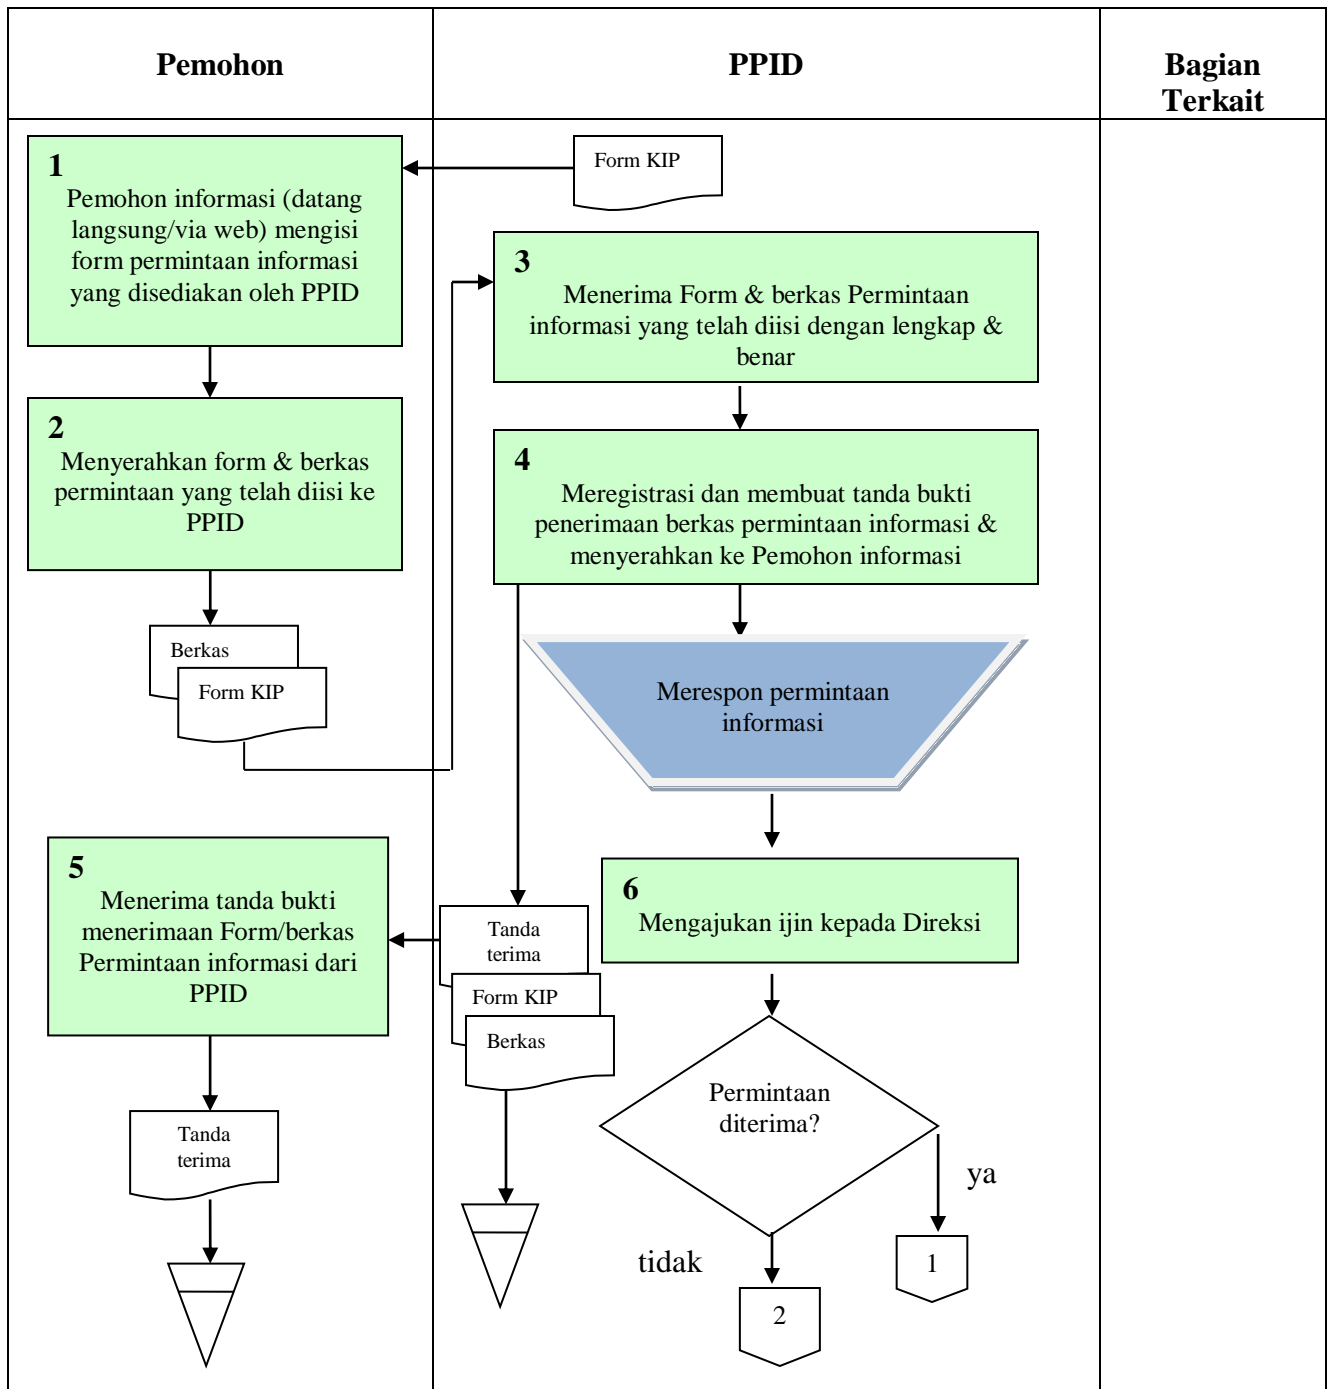 Pemohon
PPID
Bagian
Terkait
1
Pemohon informasi (datang
langsung/via web) mengisi
form permintaan informasi
yang disediakan oleh PPID
Form KIP
2
Menyerahkan form & berkas
permintaan yang telah diisi ke
PPID
Berkas
Form KIP
3
Menerima Form & berkas Permintaan
informasi yang telah diisi dengan lengkap &
benar
4
Meregistrasi dan membuat tanda bukti
penerimaan berkas permintaan informasi &
menyerahkan ke Pemohon informasi
Merespon permintaan
informasi
5
Menerima tanda bukti
menerimaan Form/berkas
Permintaan informasi dari
PPID
Tanda
terima
Tanda
terima
Form KIP
Berkas
6
Mengajukan ijin kepada Direksi
Permintaan
diterima?
ya
tidak
1
2